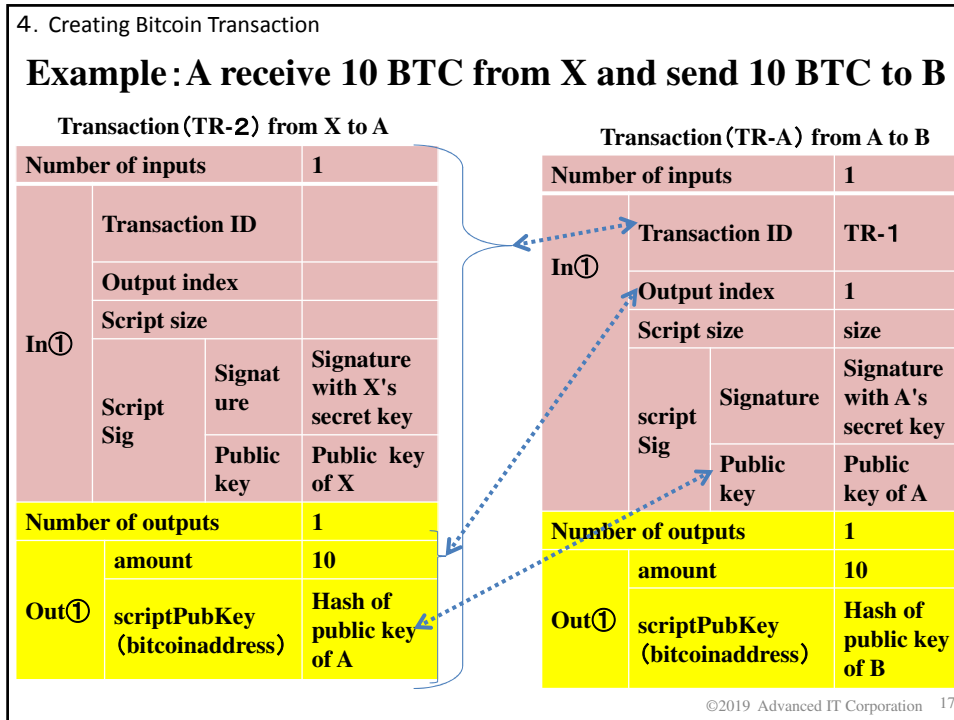 4. Creating Bitcoin Transaction
Example：A receive 10 BTC from X and send 10 BTC to B
Transaction（TR-2）from X to A
Number of inputs 1
In① Transaction ID
Output index
Script size
Script Sig Signat ure Signature with X's secret key
Public key Public key of X
Number of outputs 1
Out① amount 10
scriptPubKey（bitcoinaddress） Hash of public key of A
Transaction（TR-A）from A to B
Number of inputs 1
In① Transaction ID TR-1
Output index 1
Script size size
script Sig Signature Signature with A's secret key
Public key Public key of A
Number of outputs 1
Out① amount 10
scriptPubKey（bitcoinaddress） Hash of public key of B
©2019 Advanced IT Corporation 17